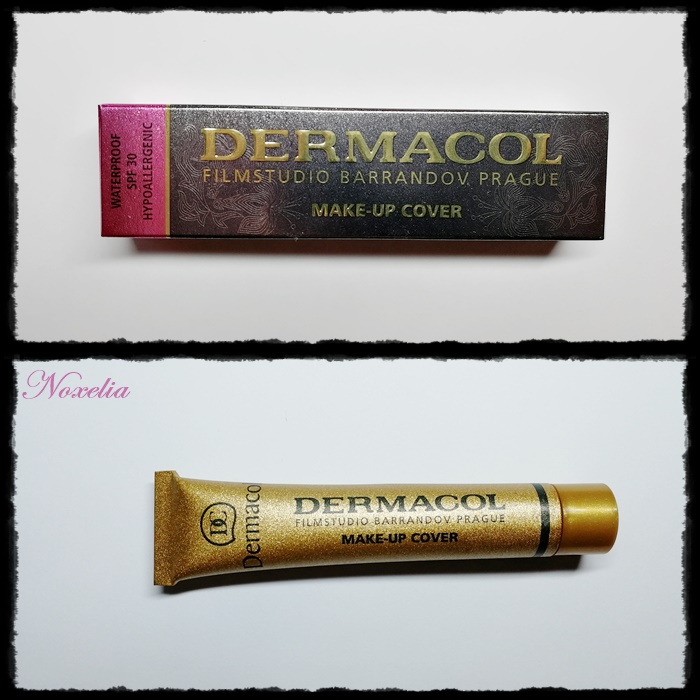 WATERPROOF
SPF 30
HYPOALLERGENIC
DERMACOL
FILMSTUDIO BARRANDOV PRAGUE
MAKE-UP COVER
Noxelia
DC
Dermacol
DERMACOL
FILMSTUDIO BARRANDOV PRAGUE
MAKE-UP COVER